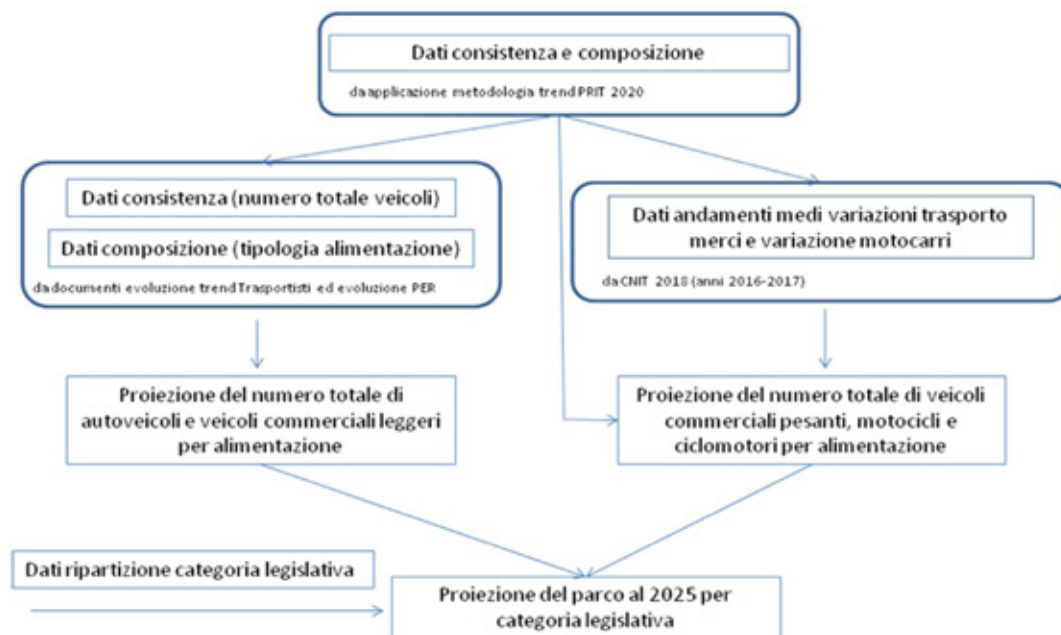 Dati consistenza e composizione
da applicazione metodologia trend PRIT 2020
Dati consistenza (numero totale veicoli)
Dati composizione (tipologia alimentazione)
da documenti evoluzione trend Trasportisti ed evoluzione PER
Dati andamenti medi variazioni trasporto
merci e variazione motocarri
da CNIT 2018 (anni 2016-2017)
Proiezione del numero totale di
autoveicoli e veicoli commerciali leggeri
per alimentazione
Proiezione del numero totale di veicoli
commerciali pesanti, motocicli e
ciclomotori per alimentazione
Dati ripartizione categoria legislativa
Proiezione del parco al 2025 per
categoria legislativa